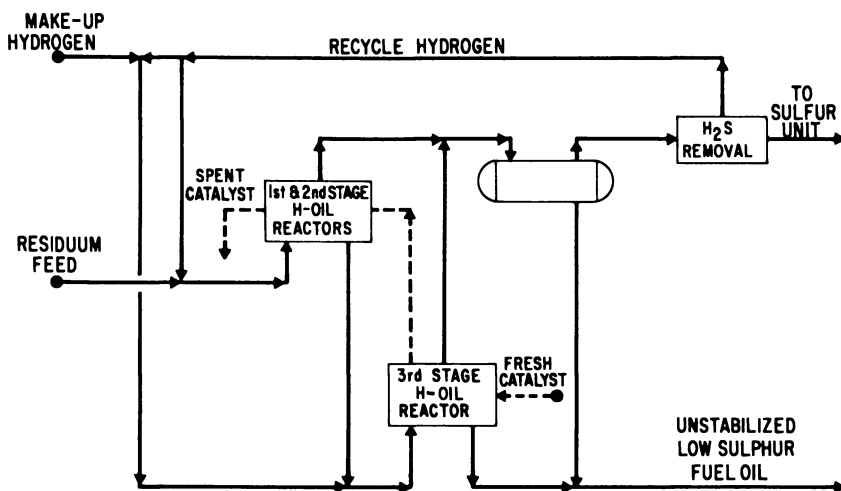 MAKE-UP
HYDROGEN
RECYCLE HYDROGEN
TO
SULFUR
UNIT
H2S
REMOVAL
SPENT
CATALYST
1st & 2nd STAGE
H-OIL
REACTORS
RESIDUUM
FEED
3rd STAGE
H-OIL
REACTOR
FRESH
CATALYST
UNSTABILIZED
LOW SULPHUR
FUEL OIL